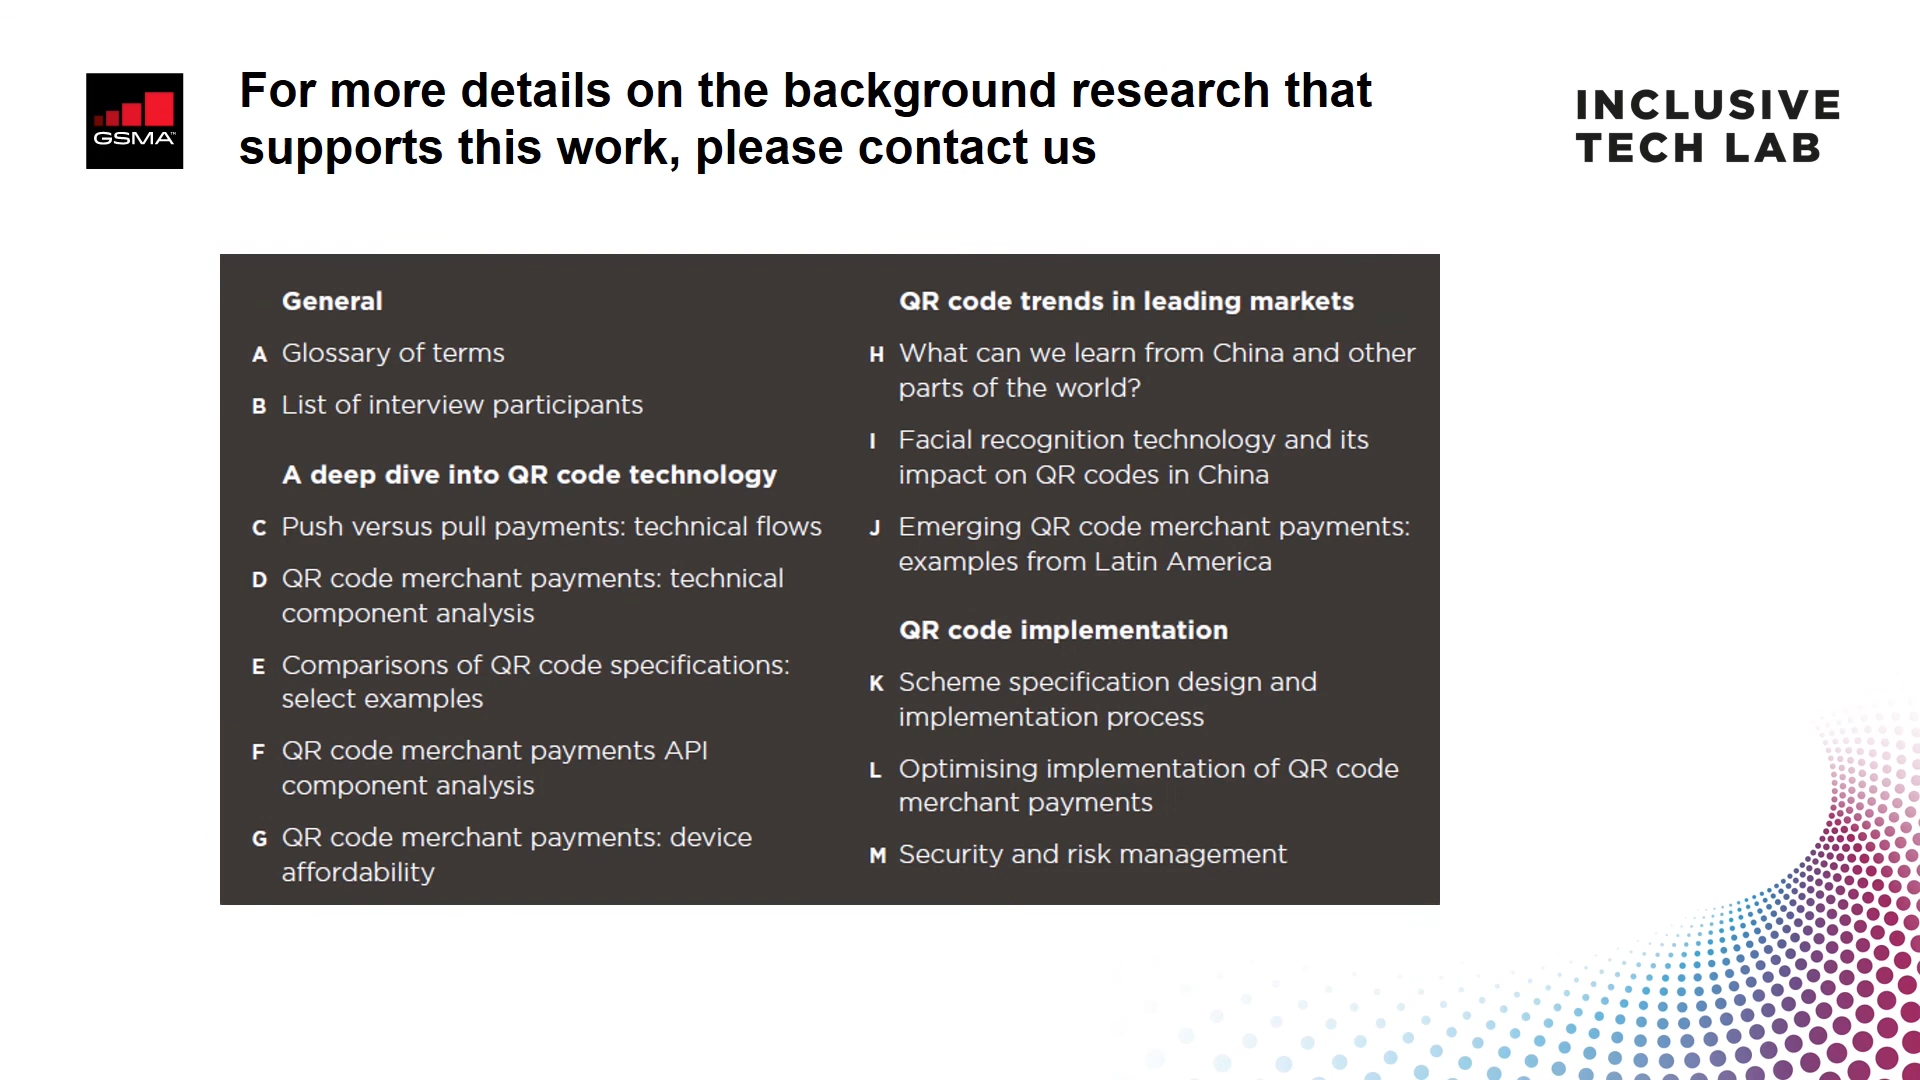 GSMA™
For more details on the background research that
supports this work, please contact us
INCLUSIVE
TECH LAB
General
A Glossary of terms
B List of interview participants
A deep dive into QR code technology
C Push versus pull payments: technical flows
D QR code merchant payments: technical
component analysis
E Comparisons of QR code specifications:
select examples
F QR code merchant payments API
component analysis
G QR code merchant payments: device
affordability
QR code trends in leading markets
H What can we learn from China and other
parts of the world?
I Facial recognition technology and its
impact on QR codes in China
J Emerging QR code merchant payments:
examples from Latin America
QR code implementation
K Scheme specification design and
implementation process
L Optimising implementation of QR code
merchant payments
M Security and risk management